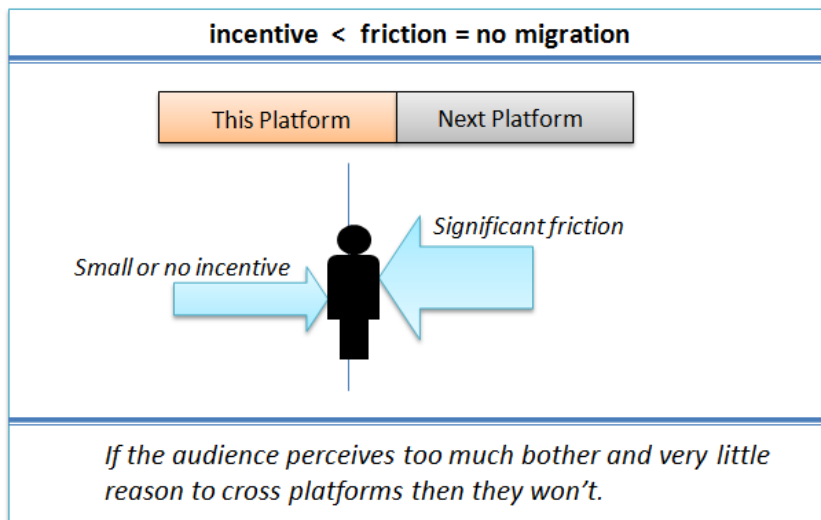 incentive < friction = no migration
This Platform
Next Platform
Significant friction
Small or no incentive
If the audience perceives too much bother and very little
reason to cross platforms then they won’t.